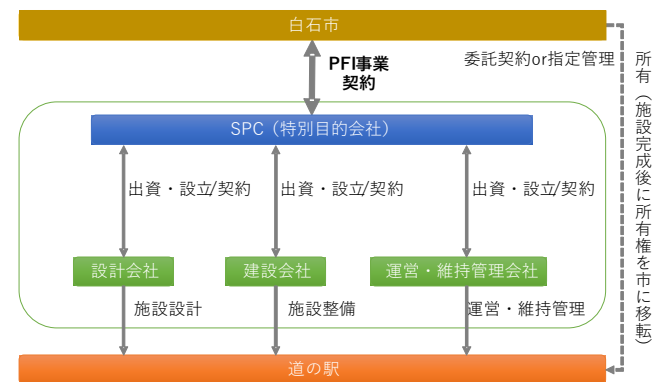 白石市
PFI事業
契約
委託契約or指定管理
所有（施設完成後に所有権を市に移転）
SPC（特別目的会社）
出資・設立/契約
出資・設立/契約
出資・設立/契約
設計会社
建設会社
運営・維持管理会社
施設設計
施設整備
運営・維持管理
道の駅